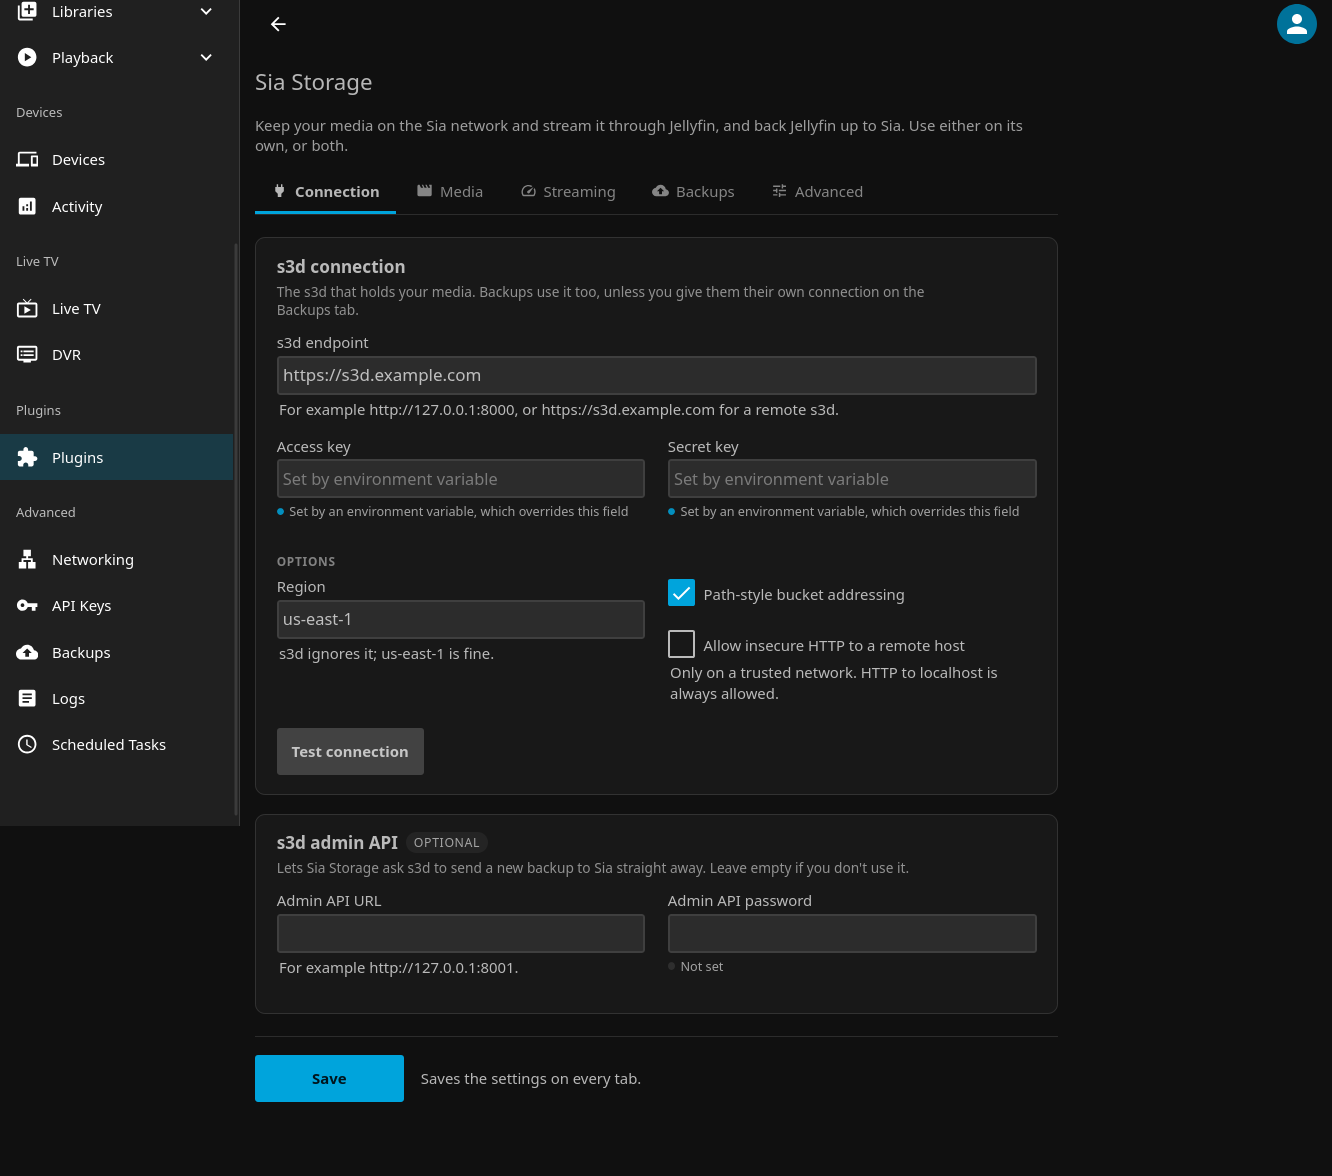 Libraries
Playback
Devices
Devices
Activity
Live TV
Live TV
DVR
Plugins
Plugins
Advanced
Networking
API Keys
Backups
Logs
Scheduled Tasks
Sia Storage
Keep your media on the Sia network and stream it through Jellyfin, and back Jellyfin up to Sia. Use either on its
own, or both.
Connection Media Streaming Backups Advanced
s3d connection
The s3d that holds your media. Backups use it too, unless you give them their own connection on the
Backups tab.
s3d endpoint
https://s3d.example.com
For example http://127.0.0.1:8000, or https://s3d.example.com for a remote s3d.
Access key
Set by environment variable
Set by an environment variable, which overrides this field
Secret key
Set by environment variable
Set by an environment variable, which overrides this field
OPTIONS
Region
us-east-1
s3d ignores it; us-east-1 is fine.
Path-style bucket addressing
Allow insecure HTTP to a remote host
Only on a trusted network. HTTP to localhost is
always allowed.
Test connection
s3d admin API OPTIONAL
Lets Sia Storage ask s3d to send a new backup to Sia straight away. Leave empty if you don't use it.
Admin API URL
For example http://127.0.0.1:8001.
Admin API password
Not set
Save
Saves the settings on every tab.